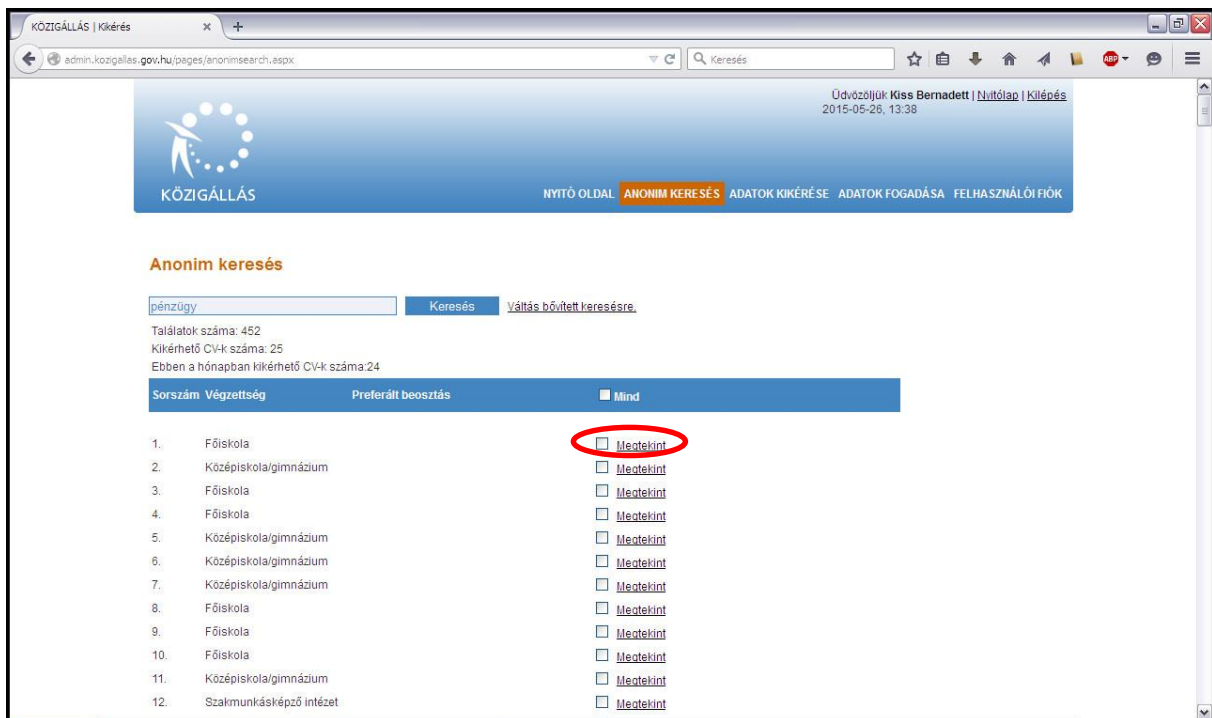 KÖZIGÁLLÁS | Kikérés
admin.kozigallas.gov.hu/pages/anonimsearch.aspx
Keresés
ABP
Üdvözöljük Kiss Bernadett | Nyitólap | Kilépés
2015-05-26, 13:38
KÖZIGÁLLÁS
NYITÓ OLDAL ANONIM KERESÉS ADATOK KIKÉRÉSE ADATOK FOGADÁSA FELHASZNÁLÓI FIÓK
Anonim keresés
pénzügy Keresés Váltás bővített keresésre.
Találatok száma: 452
Kikérhető CV-k száma: 25
Ebben a hónapban kikérhető CV-k száma:24
Sorszám Végzettség Preferált beosztás Mind
1. Főiskola Megtekint
2. Középiskola/gimnázium Megtekint
3. Főiskola Megtekint
4. Főiskola Megtekint
5. Középiskola/gimnázium Megtekint
6. Középiskola/gimnázium Megtekint
7. Középiskola/gimnázium Megtekint
8. Főiskola Megtekint
9. Főiskola Megtekint
10. Főiskola Megtekint
11. Középiskola/gimnázium Megtekint
12. Szakmunkásképző intézet Megtekint